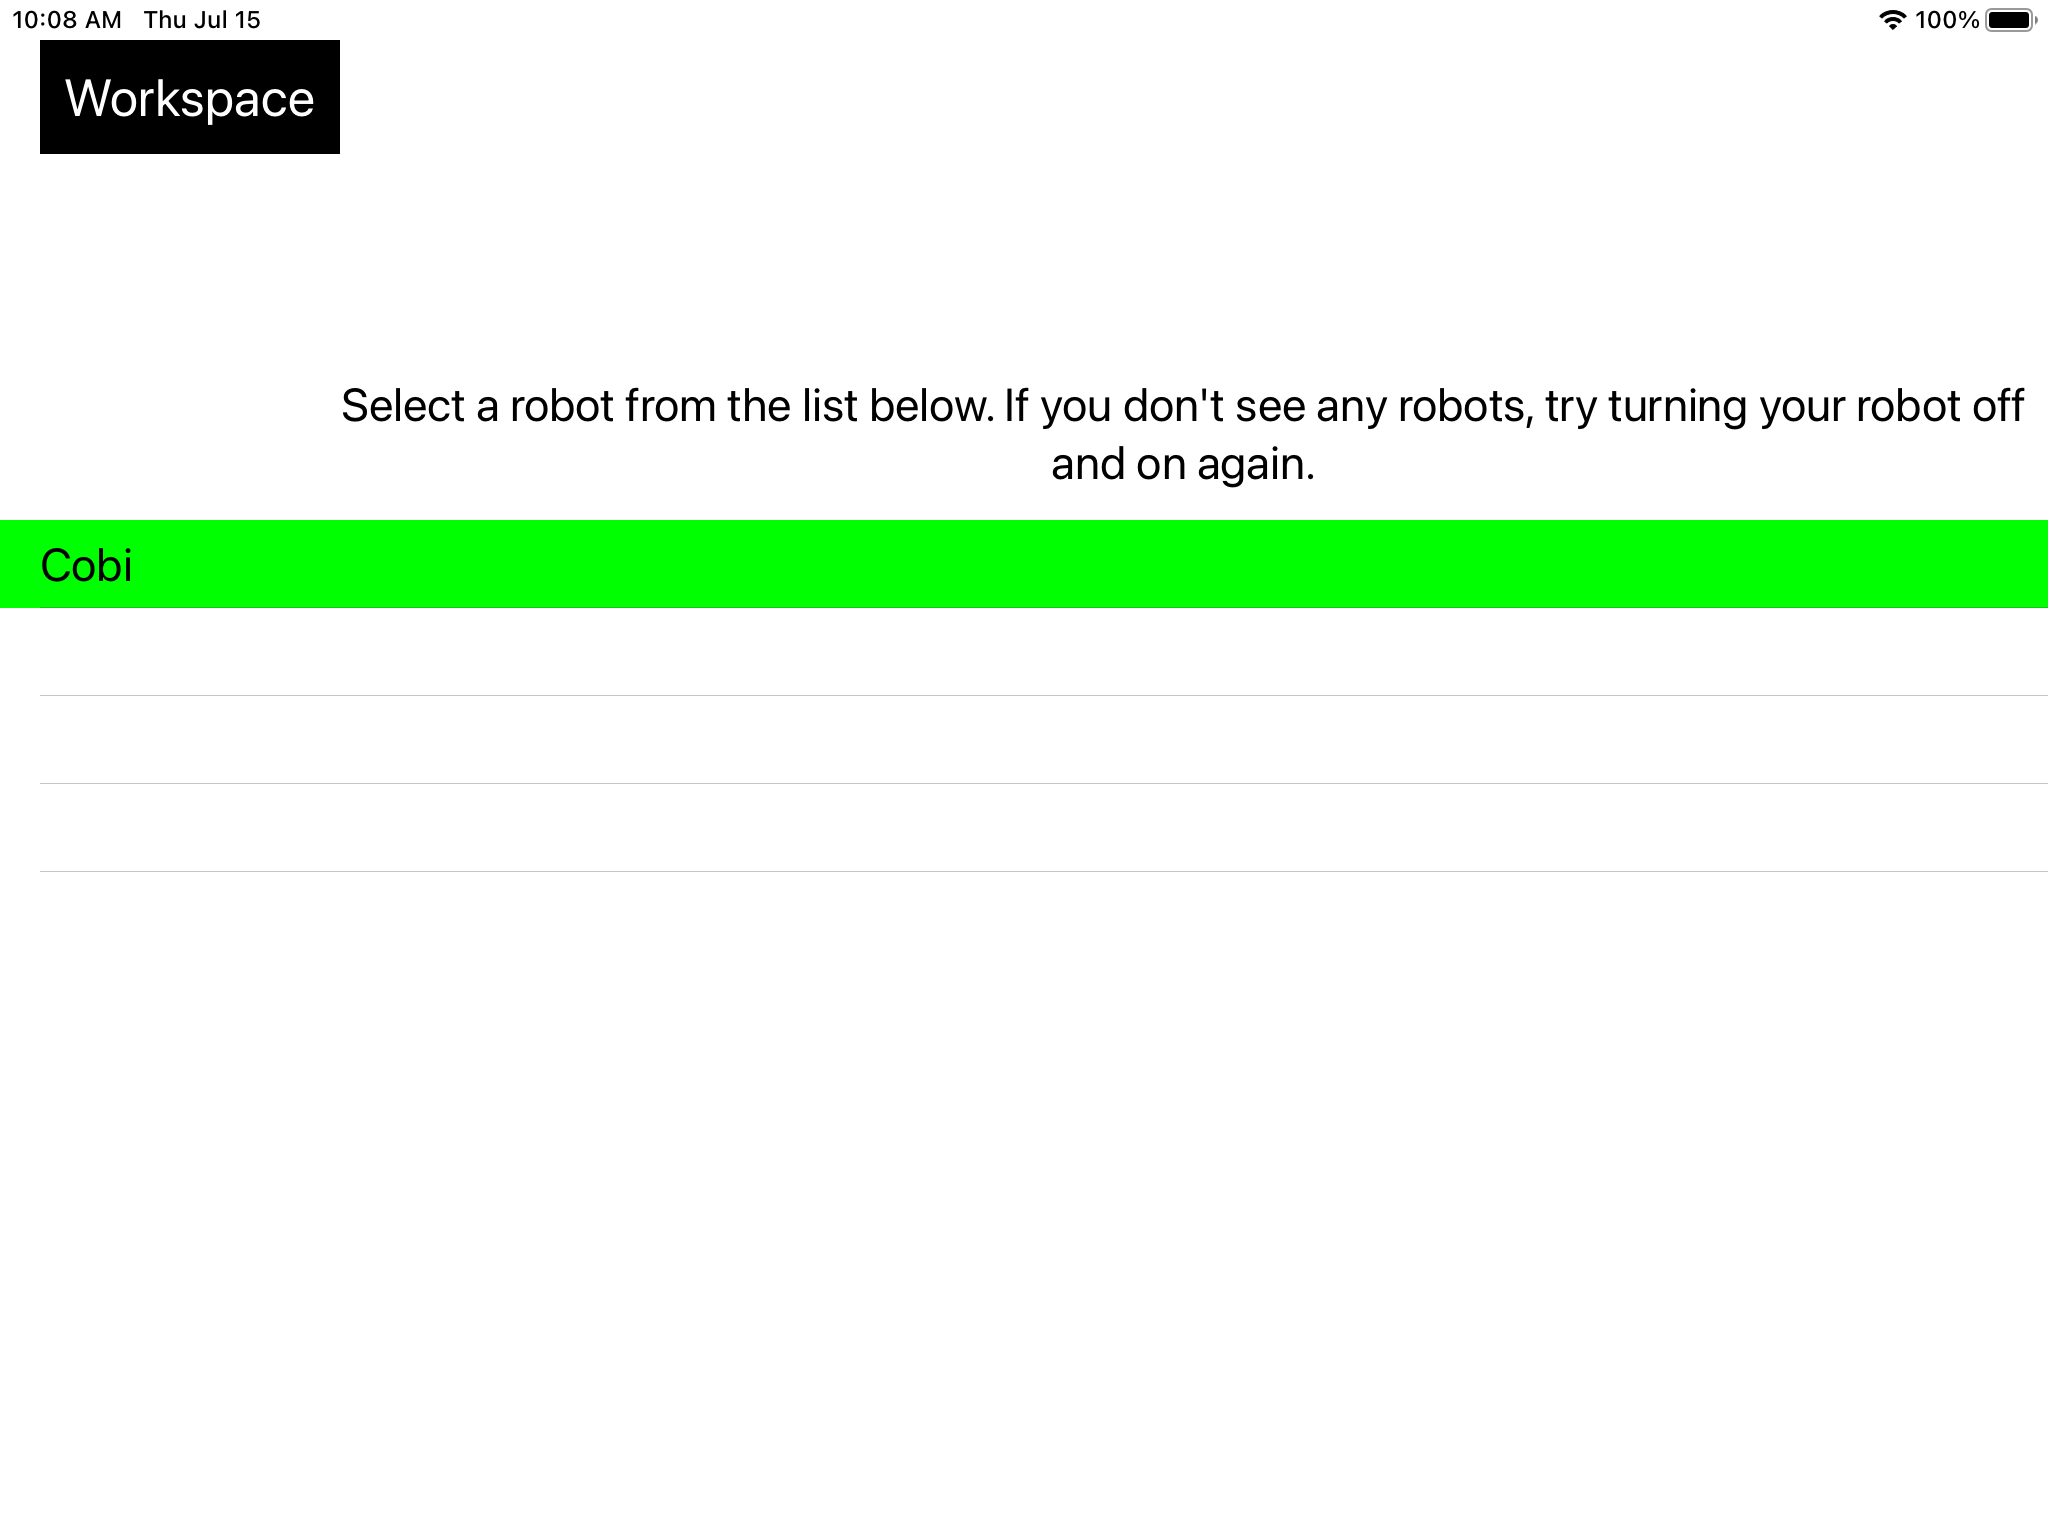 10:08 AM Thu Jul 15
100%
Workspace
Select a robot from the list below. If you don't see any robots, try turning your robot off
and on again.
Cobi